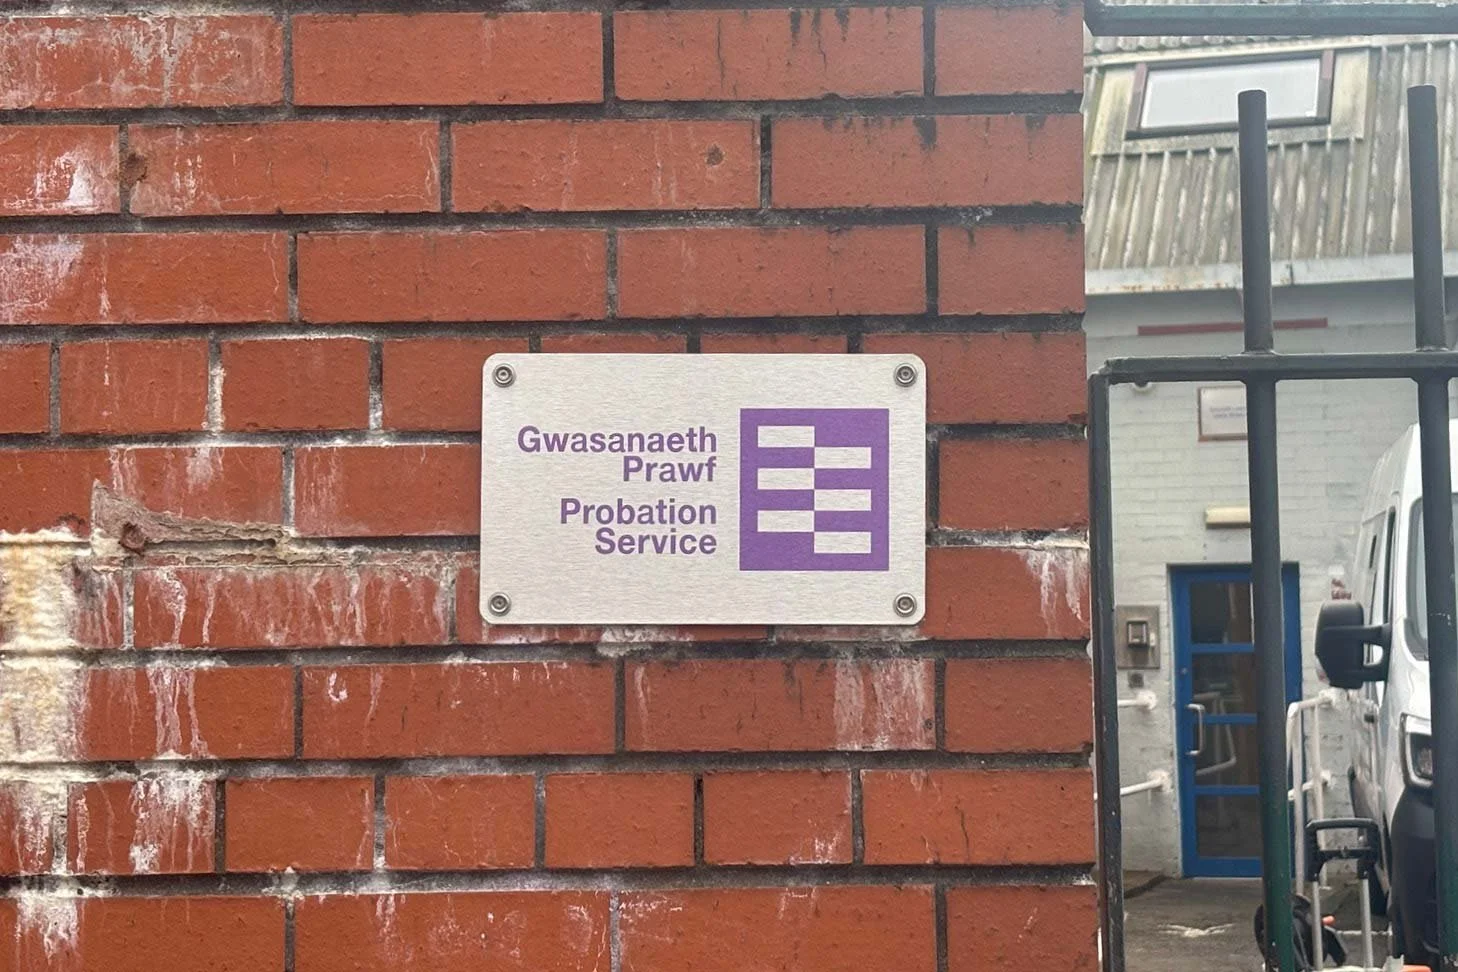 Gwasanaeth
Prawf
Probation
Service